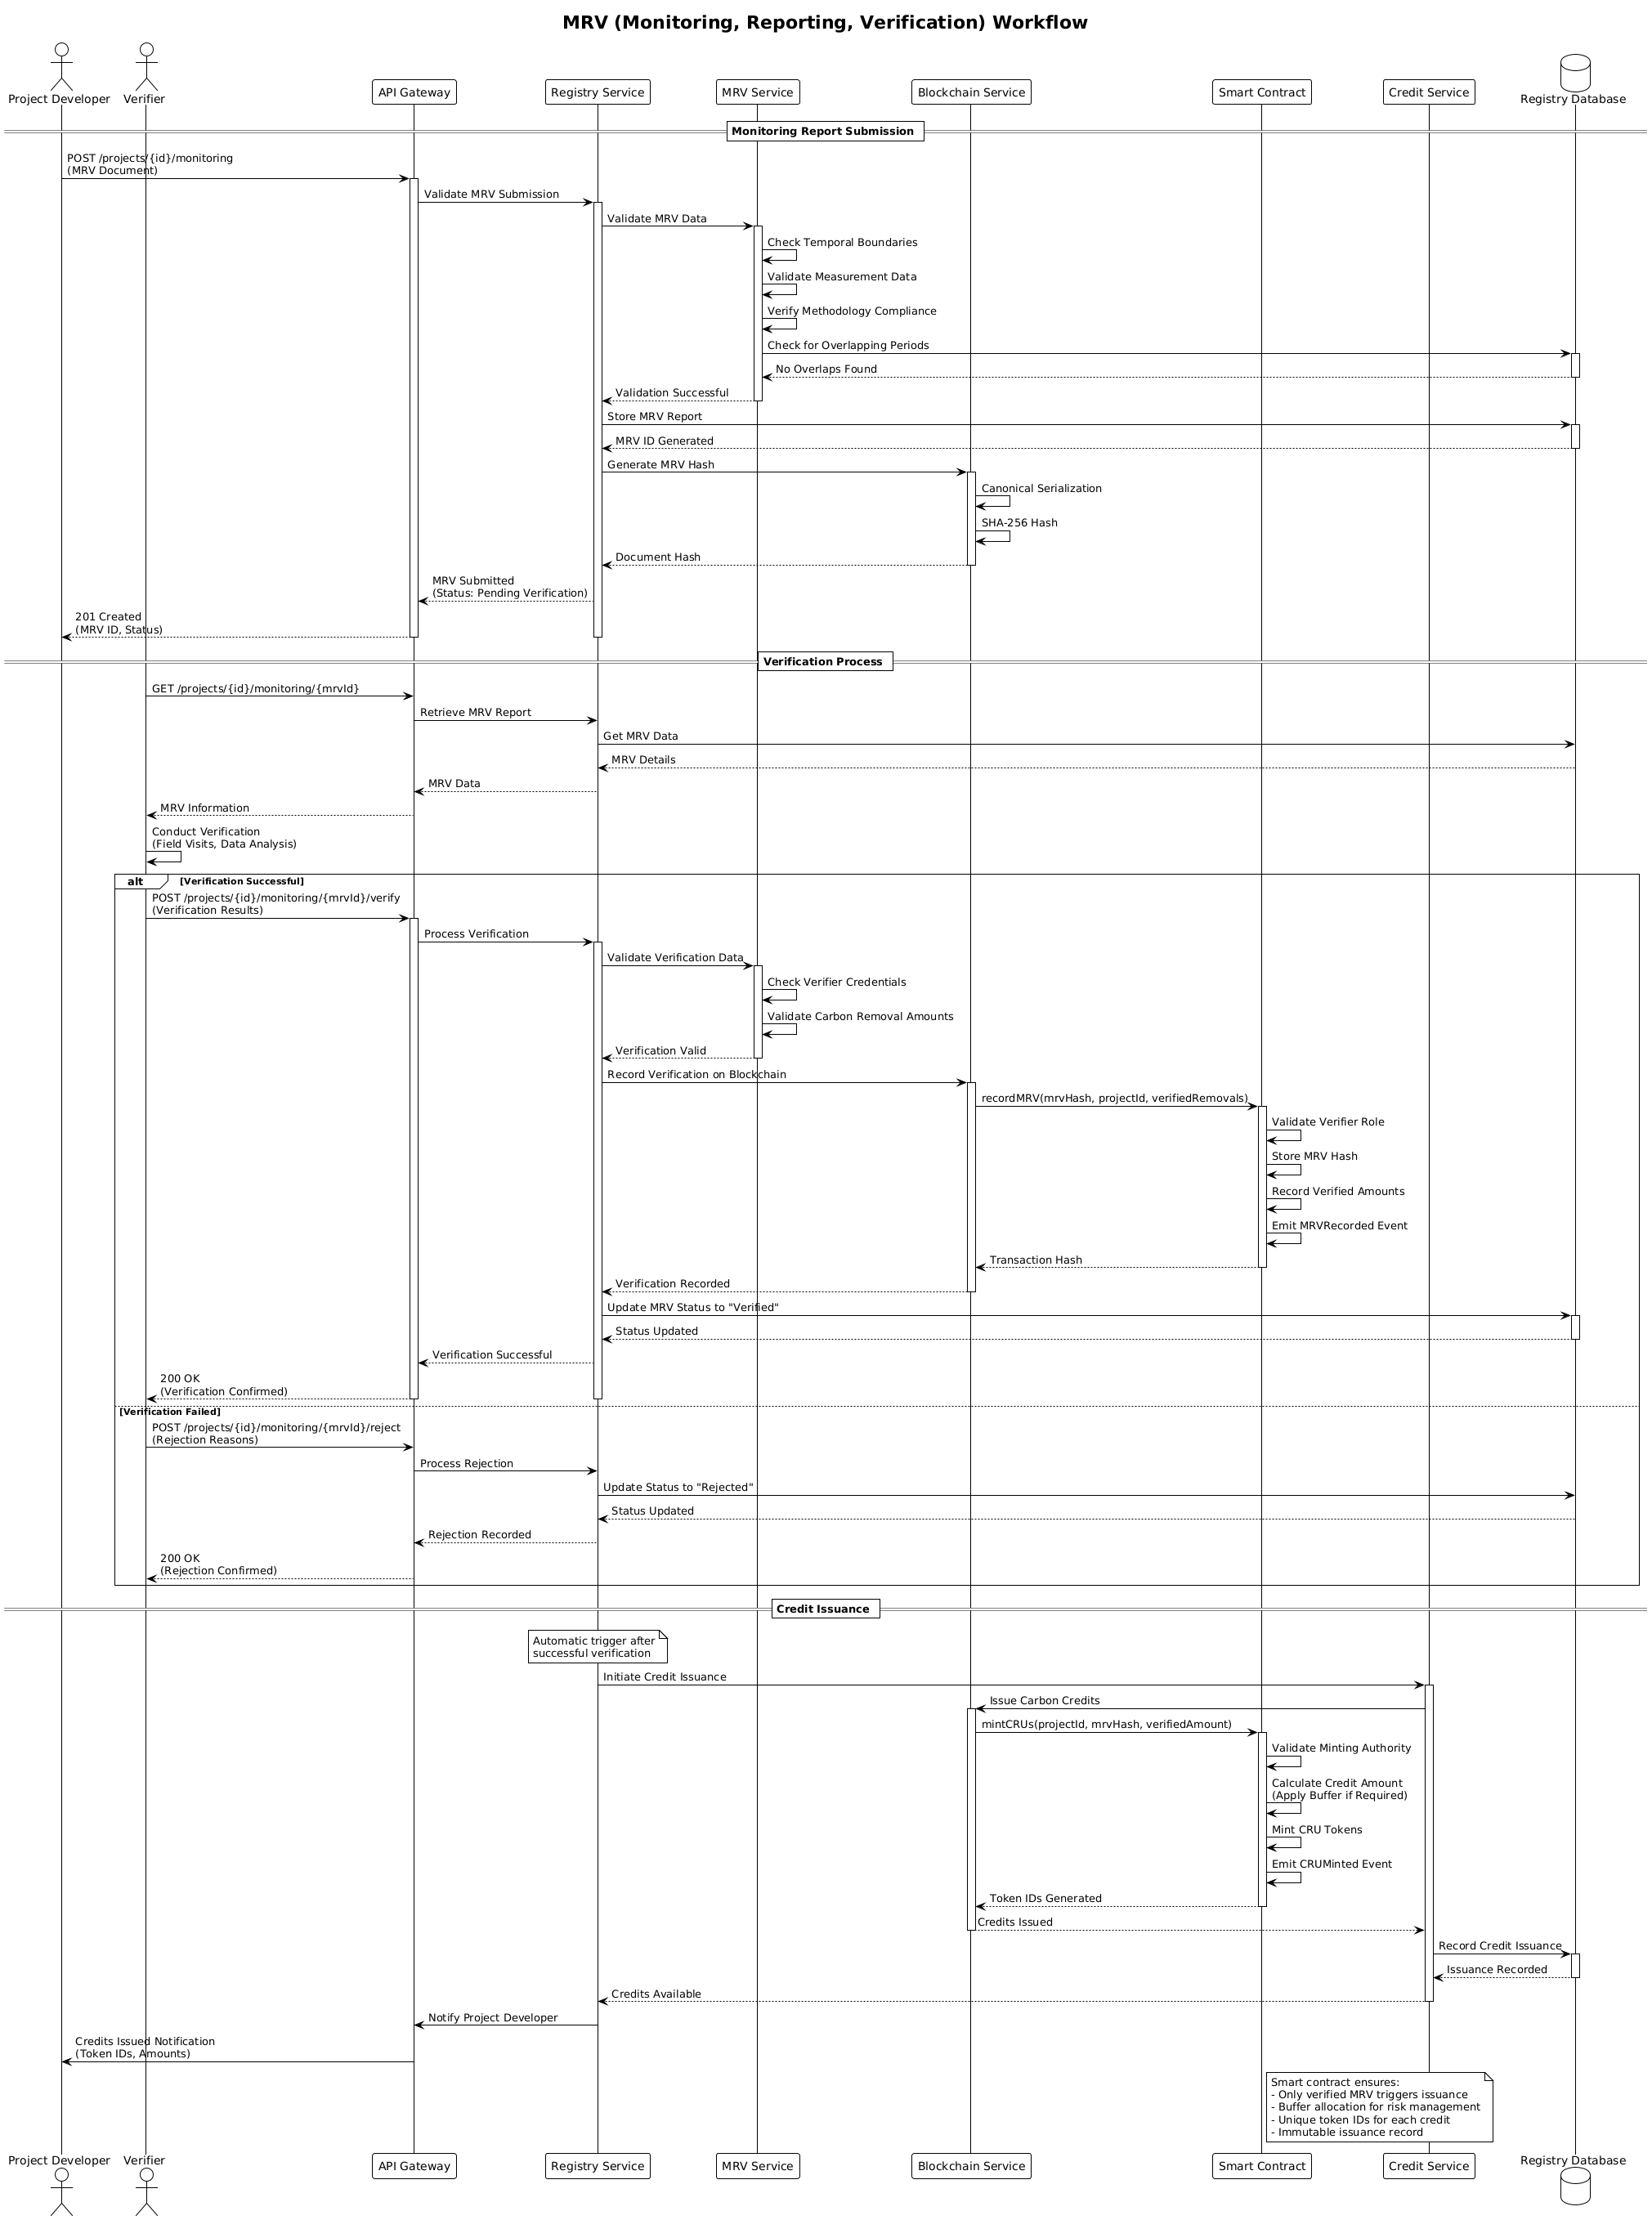 MRV (Monitoring, Reporting, Verification) Workflow
Project Developer
Verifier
API Gateway
Registry Service
MRV Service
Blockchain Service
Smart Contract
Credit Service
Registry Database
Monitoring Report Submission
POST /projects/{id}/monitoring
(MRV Document)
Validate MRV Submission
Validate MRV Data
Check Temporal Boundaries
Validate Measurement Data
Verify Methodology Compliance
Check for Overlapping Periods
No Overlaps Found
Validation Successful
Store MRV Report
MRV ID Generated
Generate MRV Hash
Canonical Serialization
SHA-256 Hash
Document Hash
MRV Submitted
(Status: Pending Verification)
201 Created
(MRV ID, Status)
Verification Process
GET /projects/{id}/monitoring/{mrvId}
Retrieve MRV Report
Get MRV Data
MRV Details
MRV Data
MRV Information
Conduct Verification
(Field Visits, Data Analysis)
alt [Verification Successful]
POST /projects/{id}/monitoring/{mrvId}/verify
(Verification Results)
Process Verification
Validate Verification Data
Check Verifier Credentials
Validate Carbon Removal Amounts
Verification Valid
Record Verification on Blockchain
recordMRV(mrvHash, projectId, verifiedRemovals)
Validate Verifier Role
Store MRV Hash
Record Verified Amounts
Emit MRVRecorded Event
Transaction Hash
Verification Recorded
Update MRV Status to "Verified"
Status Updated
Verification Successful
200 OK
(Verification Confirmed)
[Verification Failed]
POST /projects/{id}/monitoring/{mrvId}/reject
(Rejection Reasons)
Process Rejection
Update Status to "Rejected"
Status Updated
Rejection Recorded
200 OK
(Rejection Confirmed)
Credit Issuance
Automatic trigger after
successful verification
Initiate Credit Issuance
Issue Carbon Credits
mintCRUs(projectId, mrvHash, verifiedAmount)
Validate Minting Authority
Calculate Credit Amount
(Apply Buffer if Required)
Mint CRU Tokens
Emit CRUMinted Event
Token IDs Generated
Credits Issued
Record Credit Issuance
Issuance Recorded
Credits Available
Notify Project Developer
Credits Issued Notification
(Token IDs, Amounts)
Smart contract ensures:
- Only verified MRV triggers issuance
- Buffer allocation for risk management
- Unique token IDs for each credit
- Immutable issuance record
Project Developer
Verifier
API Gateway
Registry Service
MRV Service
Blockchain Service
Smart Contract
Credit Service
Registry Database